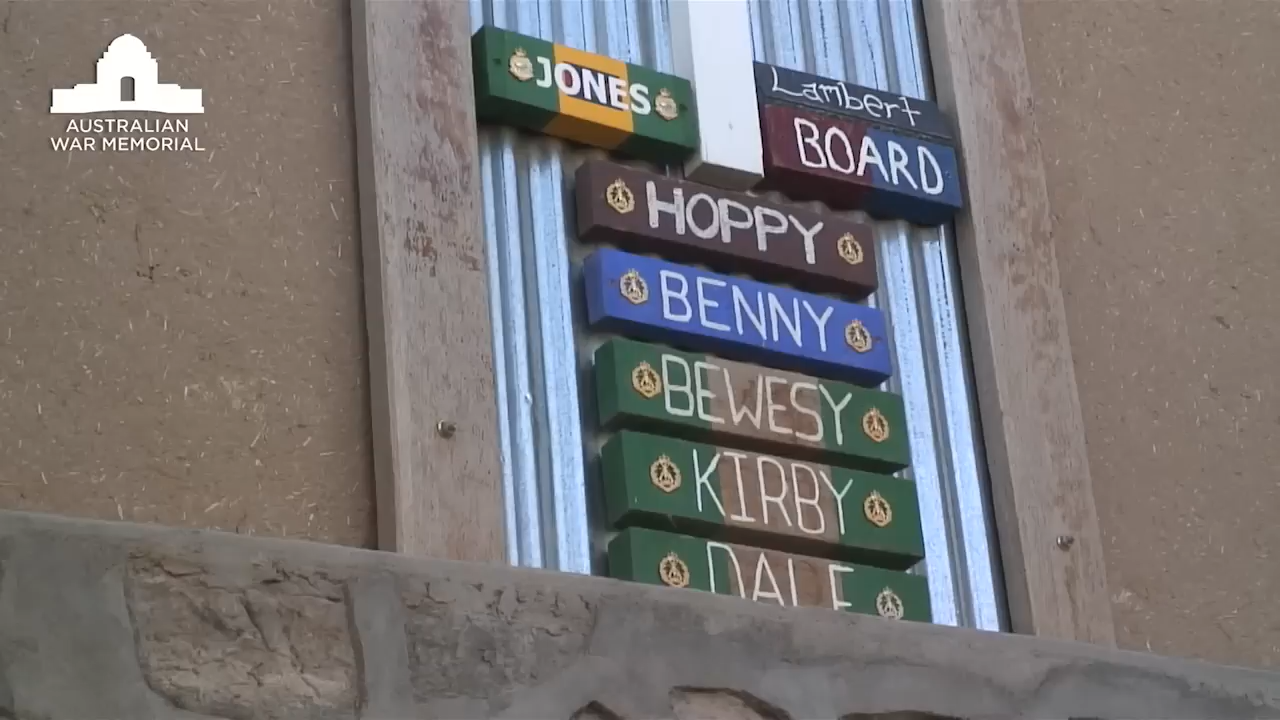 AUSTRALIAN
WAR MEMORIAL
JONES
Lambert
BOARD
HOPPY
BENNY
BEWESY
KIRBY
DALE